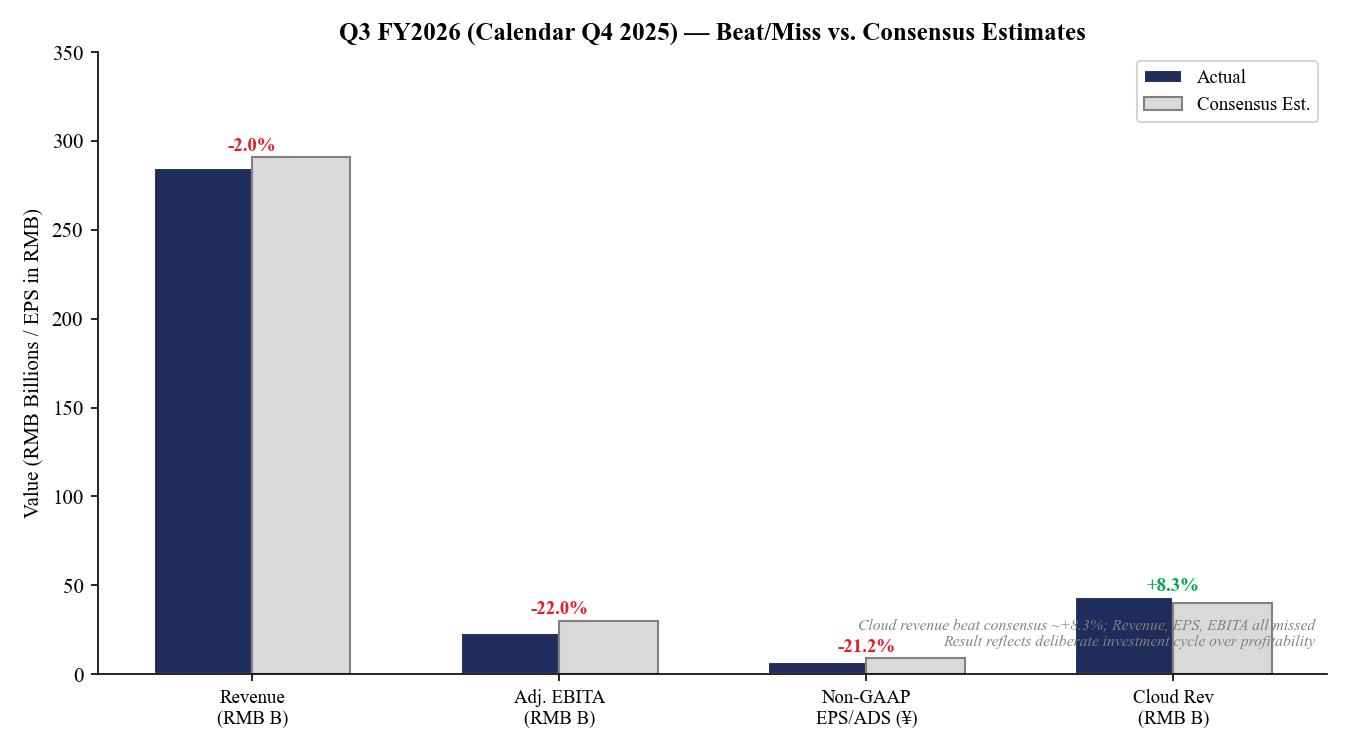 Q3 FY2026 (Calendar Q4 2025) — Beat/Miss vs. Consensus Estimates
Actual
Consensus Est.
Value (RMB Billions / EPS in RMB)
350
300
250
200
150
100
50
0
-2.0%
-22.0%
-21.2%
+8.3%
Cloud revenue beat consensus ~+8.3%; Revenue, EPS, EBITA all missed
Result reflects deliberate investment cycle over profitability
Revenue
(RMB B)
Adj. EBITA
(RMB B)
Non-GAAP
EPS/ADS (¥)
Cloud Rev
(RMB B)